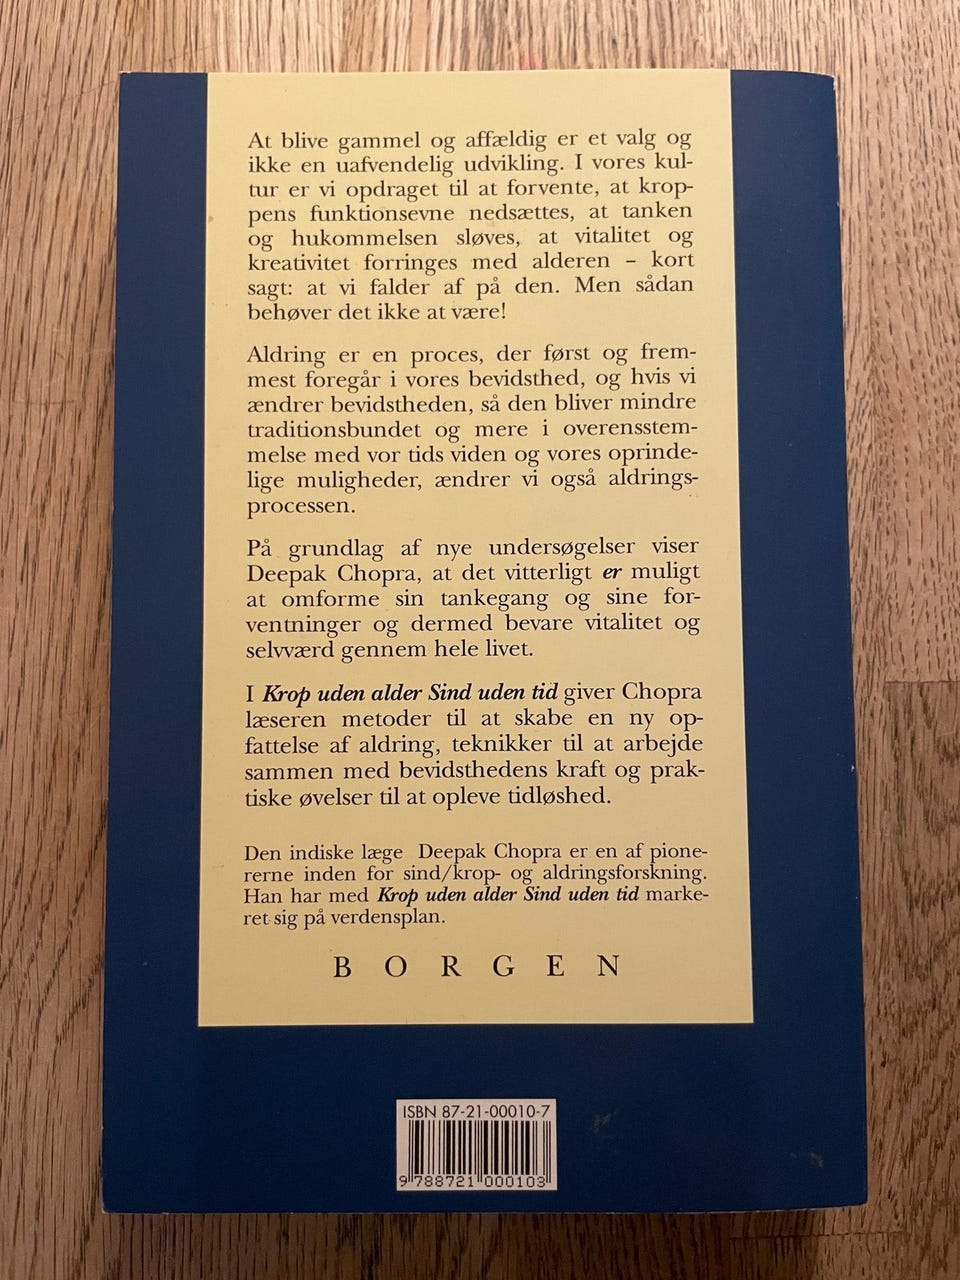 At blive gammel og affældig er et valg og
ikke en uafvendelig udvikling. I vores kul-
tur er vi opdraget til at forvente, at krop-
pens funktionsevne nedsættes, at tanken
og hukommelsen sløves, at vitalitet og
kreativitet forringes med alderen – kort
sagt: at vi falder af på den. Men sådan
behøver det ikke at være!
Aldring er en proces, der først og frem-
mest foregår i vores bevidsthed, og hvis vi
ændrer bevidstheden, så den bliver mindre
traditionsbundet og mere i overensstem-
melse med vor tids viden og vores oprinde-
lige muligheder, ændrer vi også aldrings-
processen.
På grundlag af nye undersøgelser viser
Deepak Chopra, at det vitterligt er muligt
at omforme sin tankegang og sine for-
ventninger og dermed bevare vitalitet og
selvværd gennem hele livet.
I Krop uden alder Sind uden tid giver Chopra
læseren metoder til at skabe en ny op-
fattelse af aldring, teknikker til at arbejde
sammen med bevidsthedens kraft og prak-
tiske øvelser til at opleve tidløshed.
Den indiske læge Deepak Chopra er en af pione-
rerne inden for sind/krop- og aldringsforskning.
Han har med Krop uden alder Sind uden tid marke-
ret sig på verdensplan.
BORGEN
ISBN 87-21-00010-7
9 788721 000103